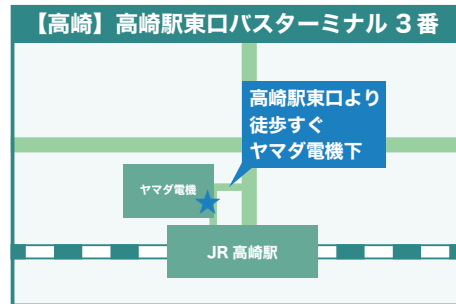 【高崎】高崎駅東口バスターミナル 3 番
高崎駅東口より
徒歩すぐ
ヤマダ電機下
ヤマダ電機
JR 高崎駅